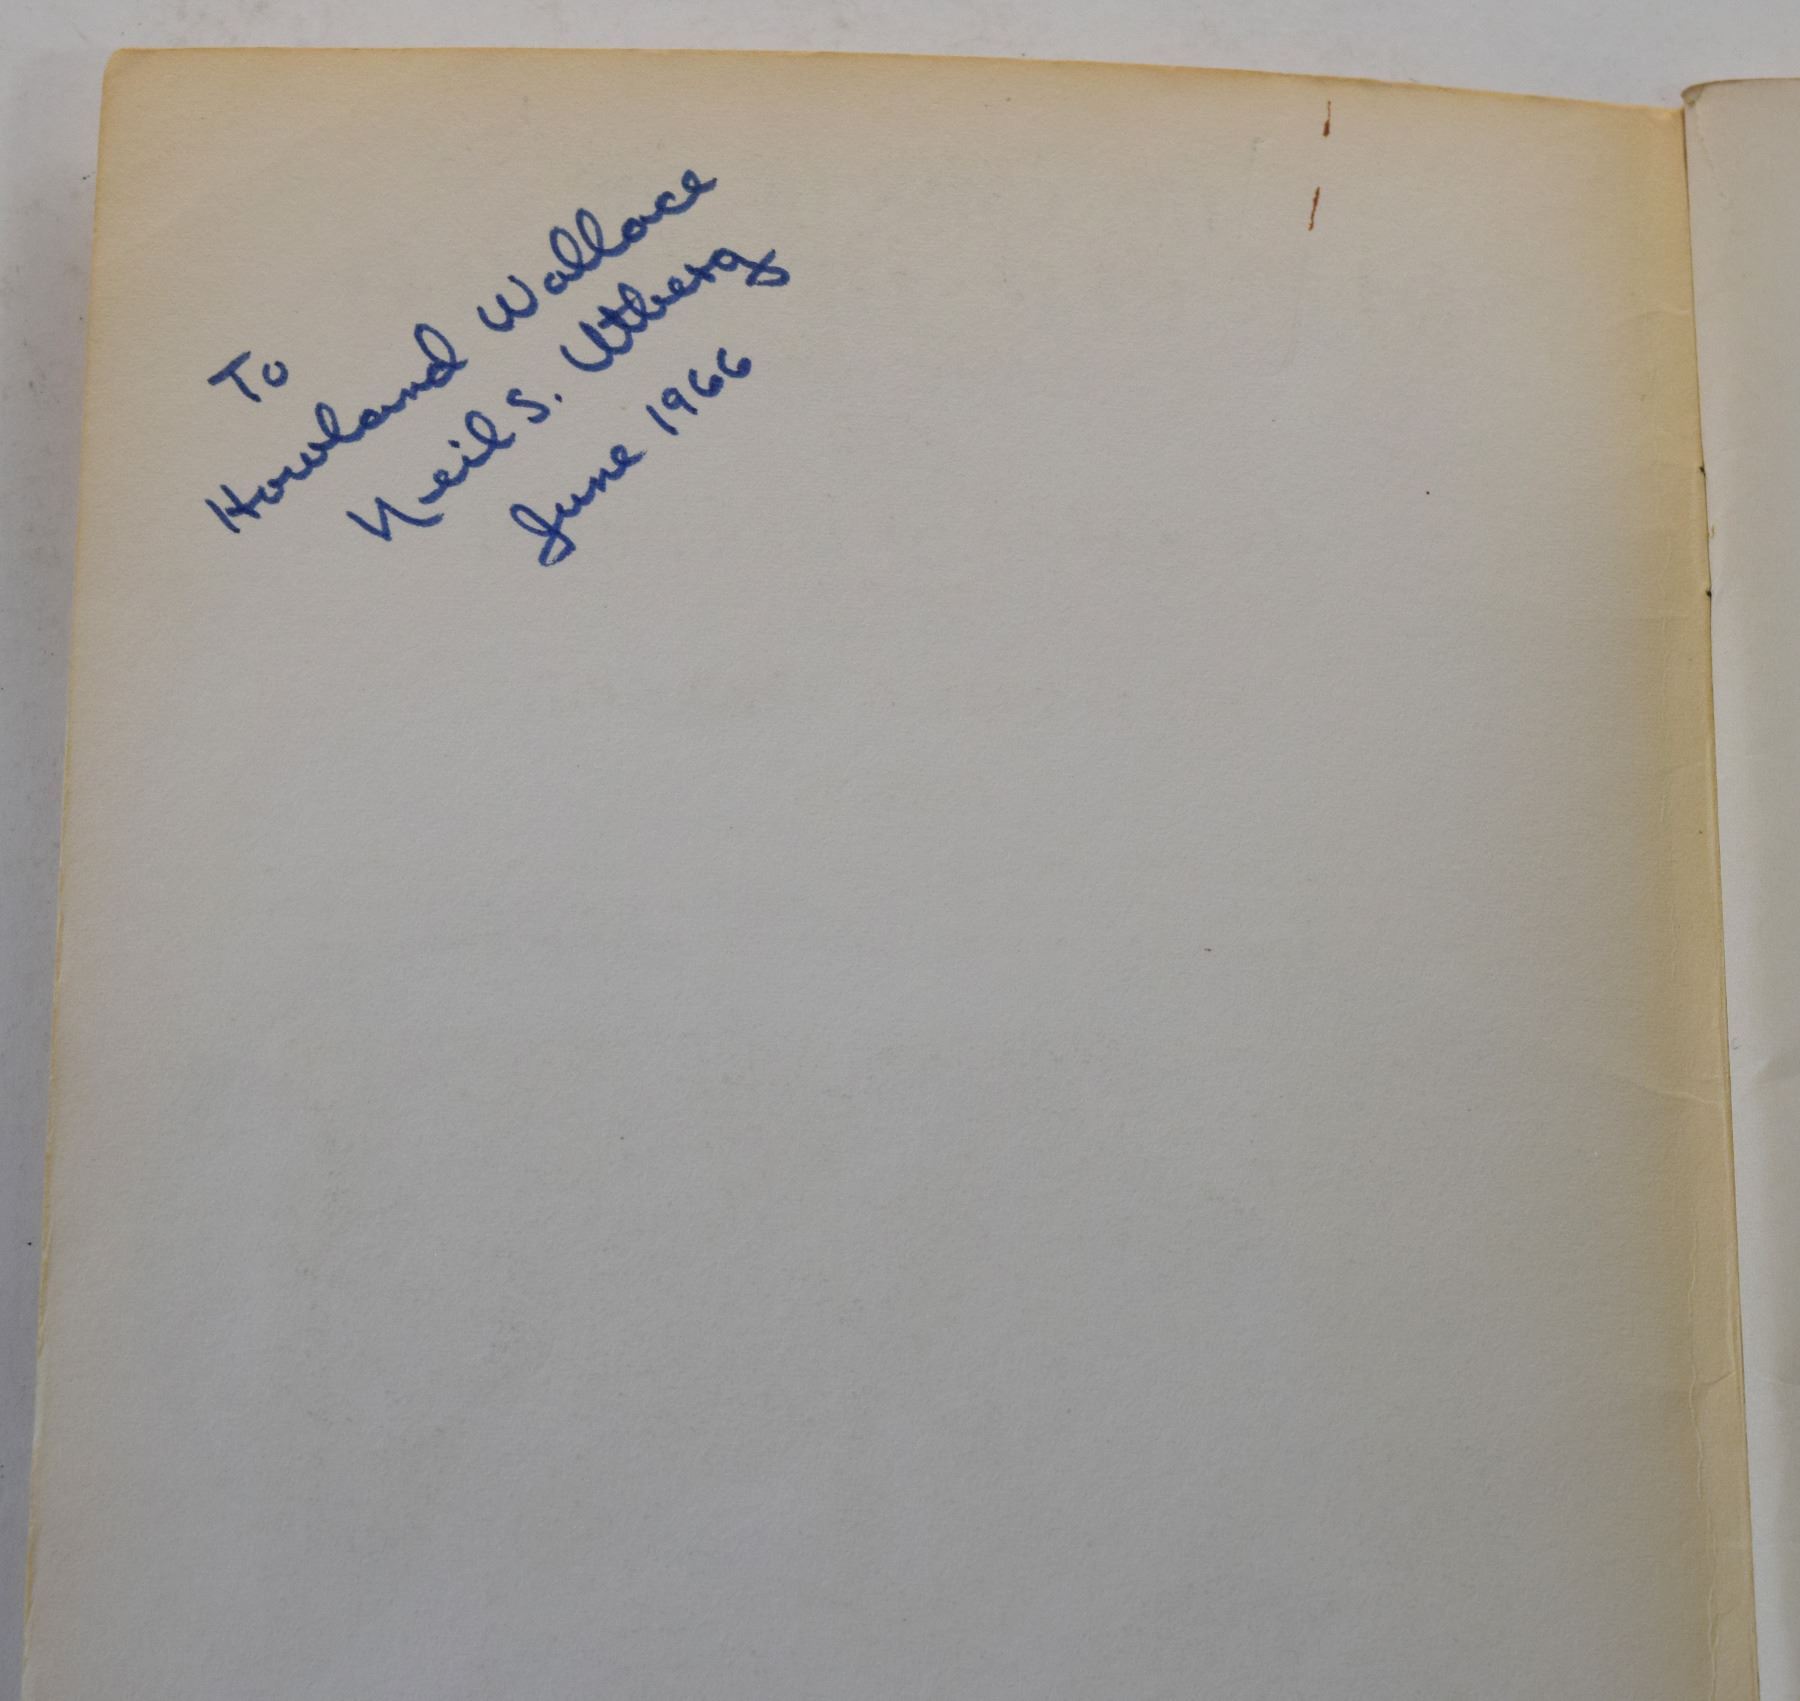 To
Howland Wallace
Neil S. Utberg
June 1966